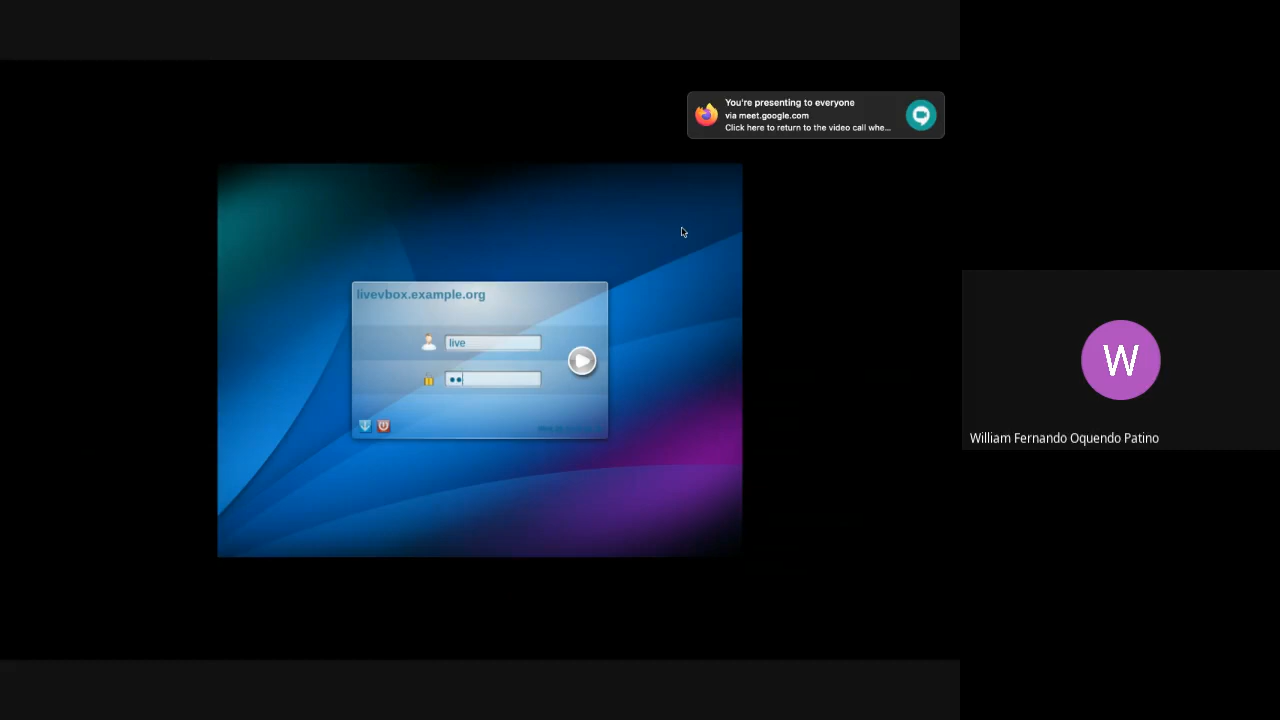 You're presenting to everyone
via meet.google.com
Click here to return to the video call whe...
livevbox.example.org
live
W
William Fernando Oquendo Patino